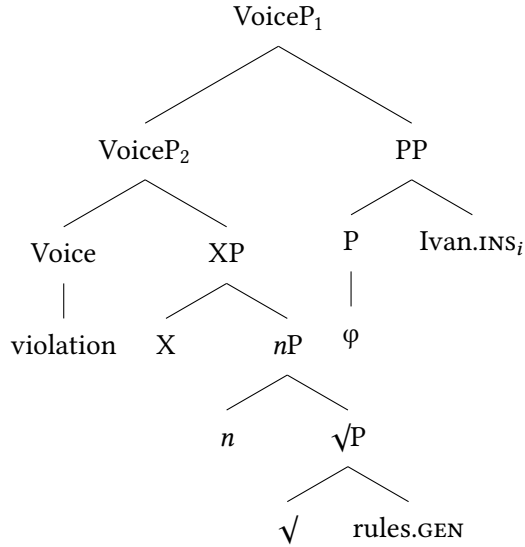 VoiceP₁
VoiceP₂ PP
Voice XP P Ivan.INSᵢ
violation X nP φ
n √P
√ rules.GEN